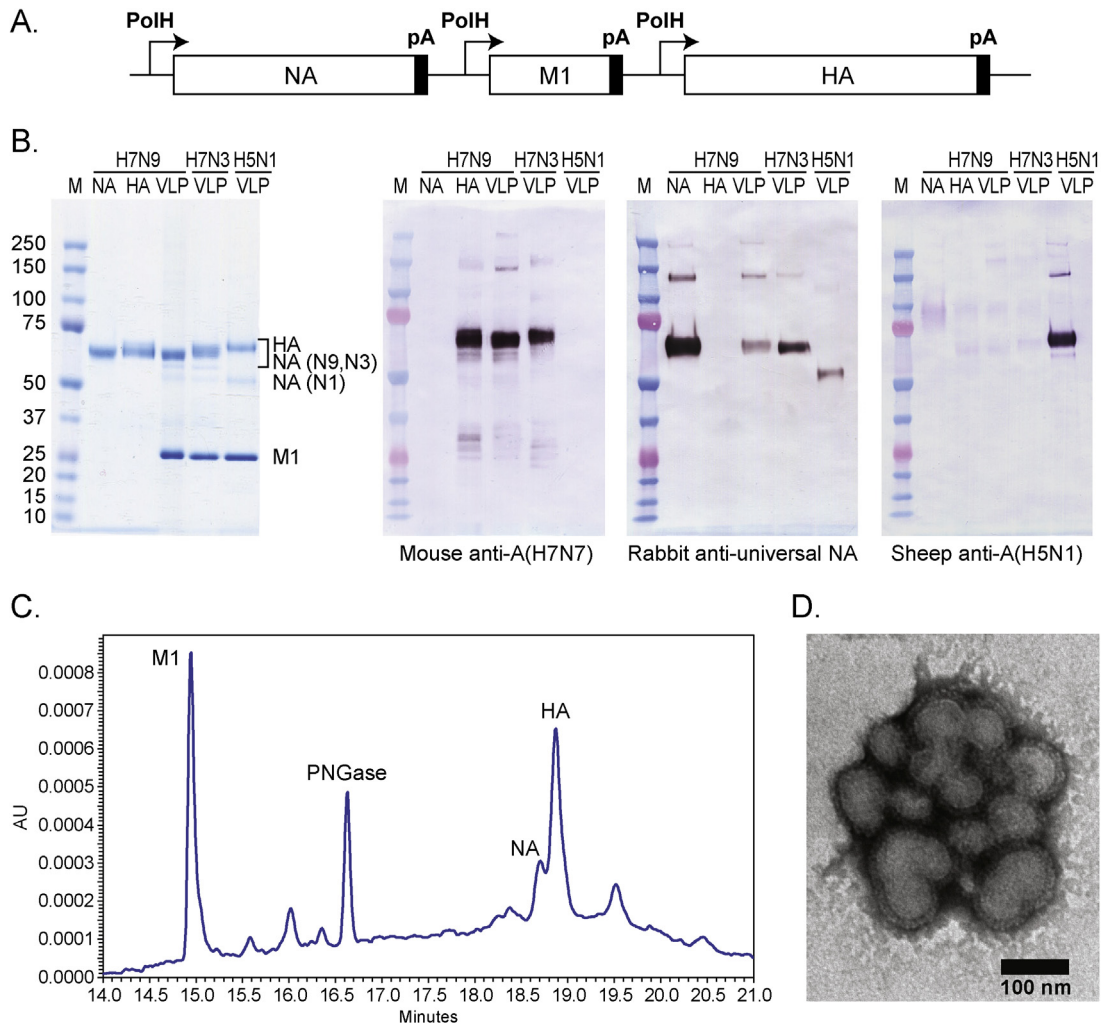 A.
PolH PolH PolH
pA pA pA
NA M1 HA
B.
H7N9 H7N3 H5N1
M NA HA VLP VLP VLP
250
150
100
75
50
37
25
20
15
10
HA
NA (N9,N3)
NA (N1)
M1
H7N9 H7N3 H5N1
M NA HA VLP VLP VLP
Mouse anti-A(H7N7)
H7N9 H7N3 H5N1
M NA HA VLP VLP VLP
Rabbit anti-universal NA
H7N9 H7N3 H5N1
M NA HA VLP VLP VLP
Sheep anti-A(H5N1)
C.
AU
0.0008
0.0007
0.0006
0.0005
0.0004
0.0003
0.0002
0.0001
0.0000
M1
PNGase
NA
HA
14.0 14.5 15.0 15.5 16.0 16.5 17.0 17.5 18.0 18.5 19.0 19.5 20.0 20.5 21.0
Minutes
D.
100 nm